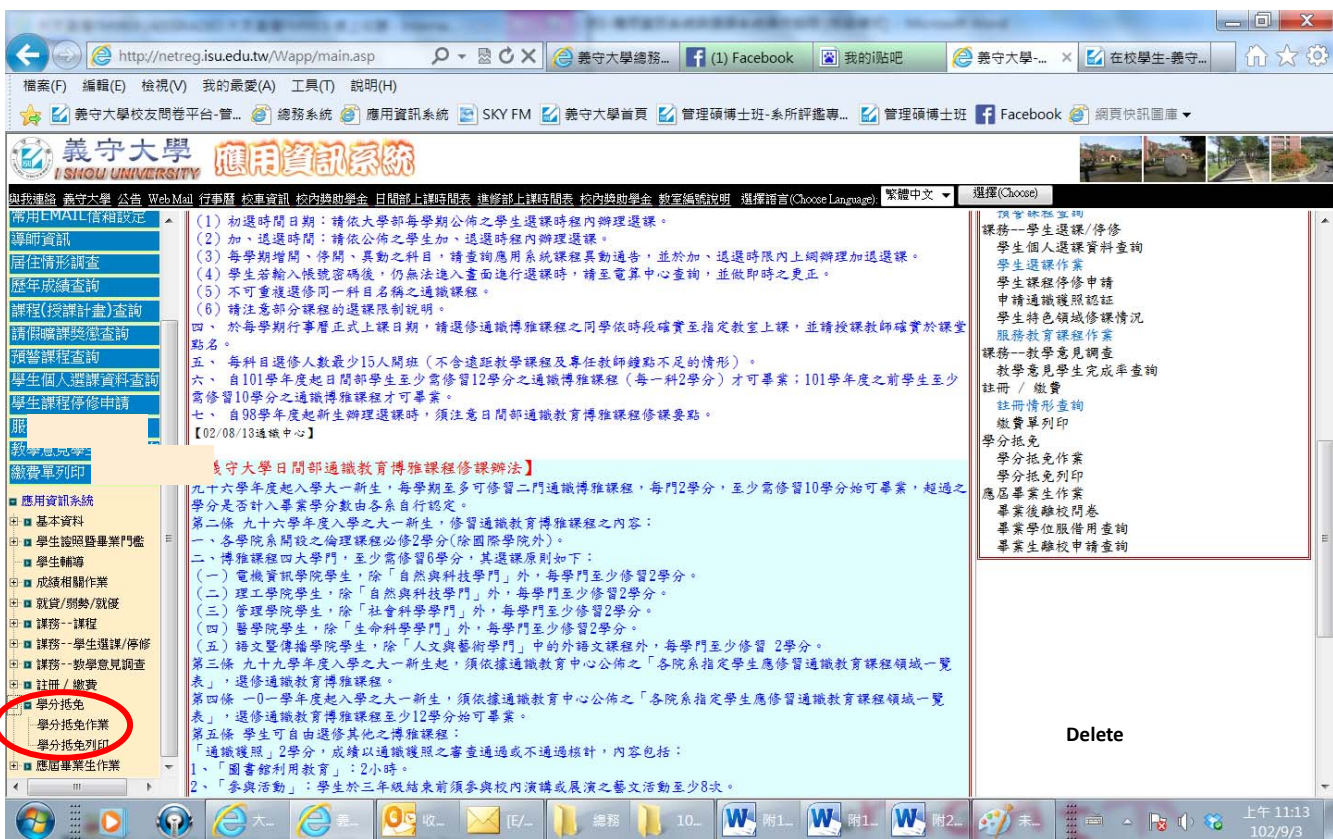 http://netreg.isu.edu.tw/Wapp/main.asp
義守大學總務...
(1) Facebook
我的贴吧
義守大學-...
在校學生-義守...
檔案(F) 編輯(E) 檢視(V) 我的最愛(A) 工具(T) 說明(H)
義守大學校友問卷平台-管... 總務系統 應用資訊系統 SKY FM 義守大學首頁 管理碩博士班-系所評鑑專... 管理碩博士班 Facebook 網頁快訊圖庫
義守大學 I SHOU UNIVERSITY 應用資訊系統
與我連絡 義守大學 公告 Web Mail 行事曆 校車資訊 校內獎助學金 日間部上課時間表 進修部上課時間表 校內獎助學金 教室編號說明 選擇語言(Choose Language): 繁體中文 選擇(Choose)
常用EMAIL信箱設定
導師資訊
居住情形調查
歷年成績查詢
課程(授課計畫)查詢
請假曠課獎懲查詢
預警課程查詢
學生個人選課資料查詢
學生課程停修申請
服
教學意見學生
繳費單列印
應用資訊系統
基本資料
學生證照暨畢業門檻
學生輔導
成績相關作業
就貸/弱勢/就優
課務--課程
課務--學生選課/停修
課務--教學意見調查
註冊 / 繳費
學分抵免
學分抵免作業
學分抵免列印
應屆畢業生作業
(1) 初選時間日期：請依大學部每學期公佈之學生選課時程內辦理選課。
(2) 加、退選時間：請依公佈之學生加、退選時程內辦理選課。
(3) 每學期增開、停開、異動之科目，請查詢應用系統課程異動通告，並於加、退選時限內上網辦理加退選課。
(4) 學生若輸入帳號密碼後，仍無法進入畫面進行選課時，請至電算中心查詢，並做即時之更正。
(5) 不可重複選修同一科目名稱之通識課程。
(6) 請注意部分課程的選課限制說明。
四、 於每學期行事曆正式上課日期，請選修通識博雅課程之同學依時段確實至指定教室上課，並請授課教師確實於課堂
點名。
五、 每科目選修人數最少15人開班（不含遠距教學課程及專任教師鐘點不足的情形）。
六、 自101學年度起日間部學生至少需修習12學分之通識博雅課程（每一科2學分）才可畢業；101學年度之前學生至少
需修習10學分之通識博雅課程才可畢業。
七、 自98學年度起新生辦理選課時，須注意日間部通識教育博雅課程修課要點。
【02/08/13通識中心】
義守大學日間部通識教育博雅課程修課辦法】
九十六學年度起入學大一新生，每學期至多可修習二門通識博雅課程，每門2學分，至少需修習10學分始可畢業，超過之
學分是否計入畢業學分數由各系自行認定。
第二條 九十六學年度入學之大一新生，修習通識教育博雅課程之內容：
一、各學院系開設之倫理課程必修2學分(除國際學院外)。
二、博雅課程四大學門，至少需修習6學分，其選課原則如下：
(一) 電機資訊學院學生，除「自然與科技學門」外，每學門至少修習2學分。
(二) 理工學院學生，除「自然與科技學門」外，每學門至少修習2學分。
(三) 管理學院學生，除「社會科學學門」外，每學門至少修習2學分。
(四) 醫學院學生，除「生命科學學門」外，每學門至少修習2學分。
(五) 語文暨傳播學院學生，除「人文與藝術學門」中的外語文課程外，每學門至少修習 2學分。
第三條 九十九學年度入學之大一新生起，須依據通識教育中心公佈之「各院系指定學生應修習通識教育課程領域一覽
表」，選修通識教育博雅課程。
第四條 一0一學年度起入學之大一新生，須依據通識教育中心公佈之「各院系指定學生應修習通識教育課程領域一覽
表」，選修通識教育博雅課程至少12學分始可畢業。
第五條 學生可自由選修其他之博雅課程：
「通識護照」2學分，成績以通識護照之審查通過或不通過核計，內容包括：
1、「圖書館利用教育」：2小時。
2、「參與活動」：學生於三年級結束前須參與校內演講或展演之藝文活動至少8次。
預警課程查詢
課務--學生選課/停修
學生個人選課資料查詢
學生選課作業
學生課程停修申請
申請通識護照認証
學生特色領域修課情況
服務教育課程作業
課務--教學意見調查
教學意見學生完成率查詢
註冊 / 繳費
註冊情形查詢
繳費單列印
學分抵免
學分抵免作業
學分抵免列印
應屆畢業生作業
畢業後離校問卷
畢業學位服借用查詢
畢業生離校申請查詢
Delete
大... 義... 收... [E/... 總務 10... 附1... 附1... 附2... 未...
上午 11:13
102/9/3